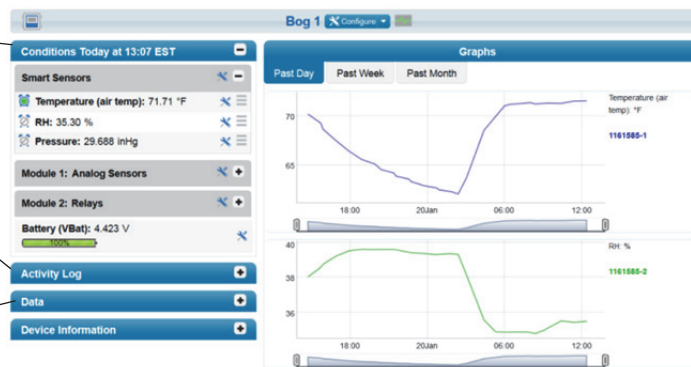 Bog 1 Configure
Conditions Today at 13:07 EST
Smart Sensors
Temperature (air temp): 71.71 °F
RH: 35.30 %
Pressure: 29.688 inHg
Module 1: Analog Sensors
Module 2: Relays
Battery (VBat): 4.423 V
100%
Activity Log
Data
Device Information
Graphs
Past Day Past Week Past Month
Temperature (air
temp): °F
1161585-1
70
65
18:00 20Jan 06:00 12:00
RH: %
1161585-2
40
38
36
18:00 20Jan 06:00 12:00